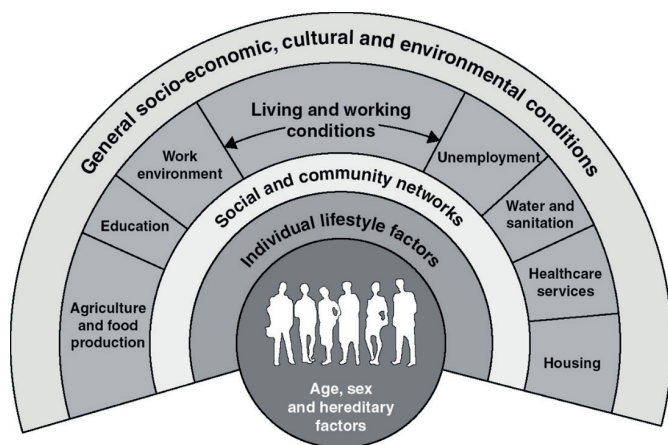 General socio-economic, cultural and environmental conditions
Living and working
conditions
Work
environment
Unemployment
Education
Water and
sanitation
Agriculture
and food
production
Healthcare
services
Housing
Social and community networks
Individual lifestyle factors
Age, sex
and hereditary
factors